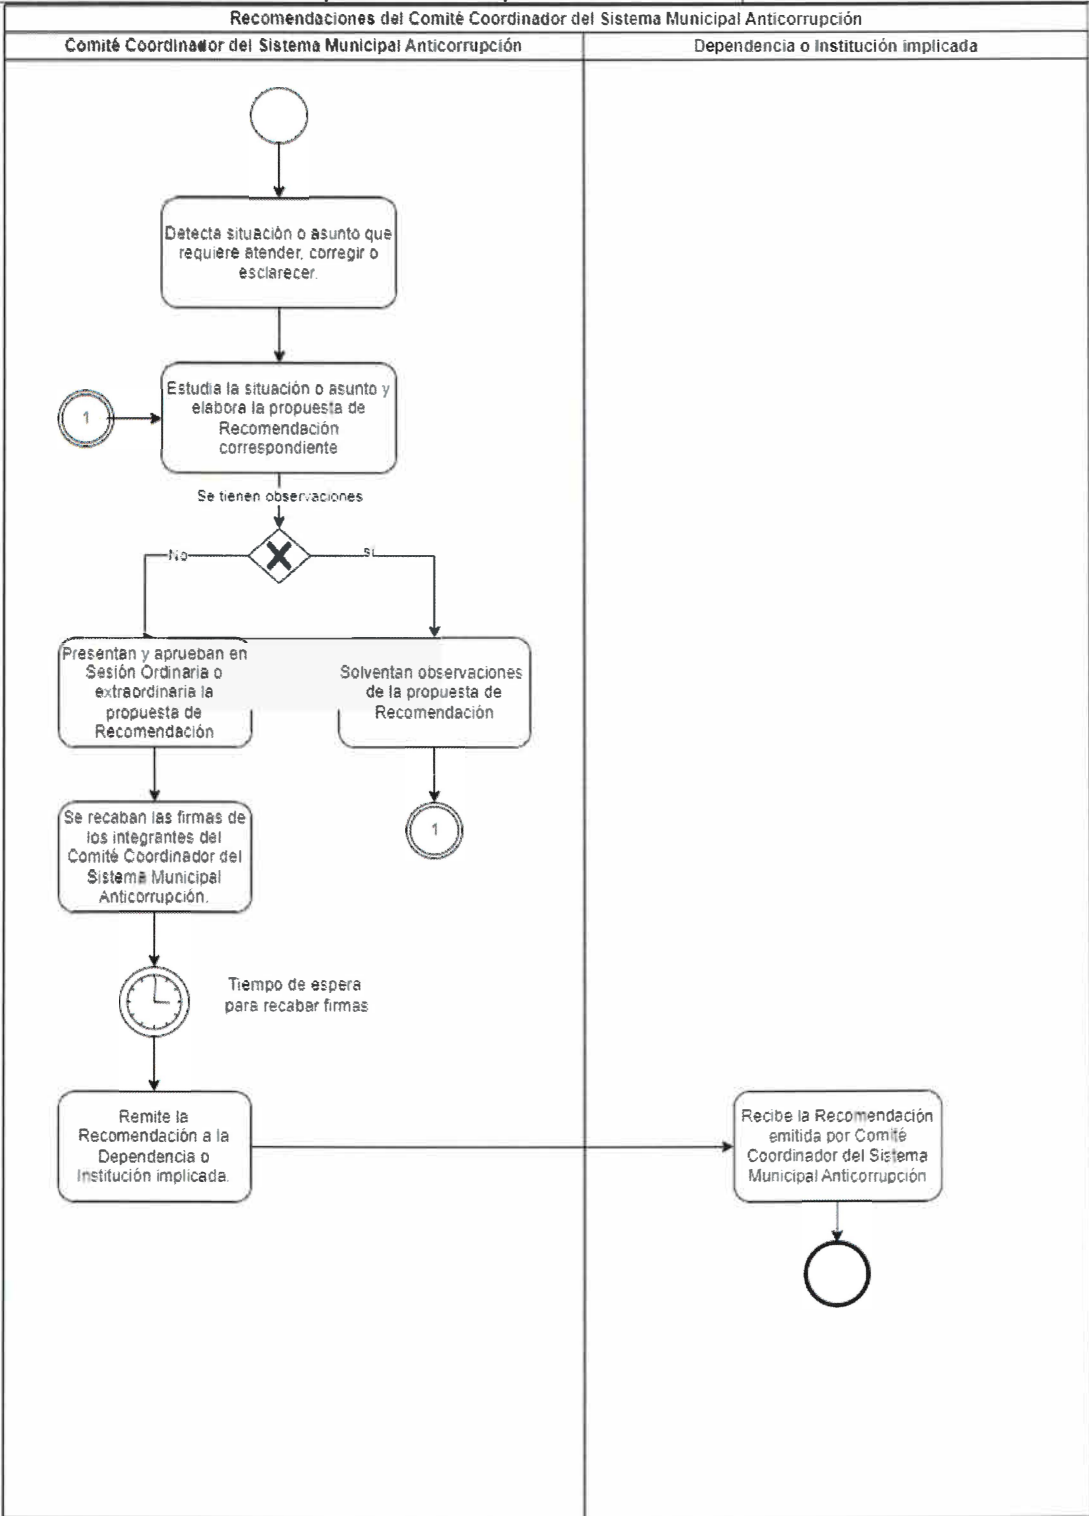 Recomendaciones del Comité Coordinador del Sistema Municipal Anticorrupción
Comité Coordinador del Sistema Municipal Anticorrupción
Dependencia o Institución implicada
Detecta situación o asunto que
requiere atender, corregir o
esclarecer.
Estudia la situación o asunto y
elabora la propuesta de
Recomendación
correspondiente
1
Se tienen observaciones
No
si
Presentan y aprueban en
Sesión Ordinaria o
extraordinaria la
propuesta de
Recomendación
Solventan observaciones
de la propuesta de
Recomendación
Se recaban las firmas de
los integrantes del
Comité Coordinador del
Sistema Municipal
Anticorrupción.
1
Tiempo de espera
para recabar firmas
Remite la
Recomendación a la
Dependencia o
Institución implicada.
Recibe la Recomendación
emitida por Comité
Coordinador del Sistema
Municipal Anticorrupción